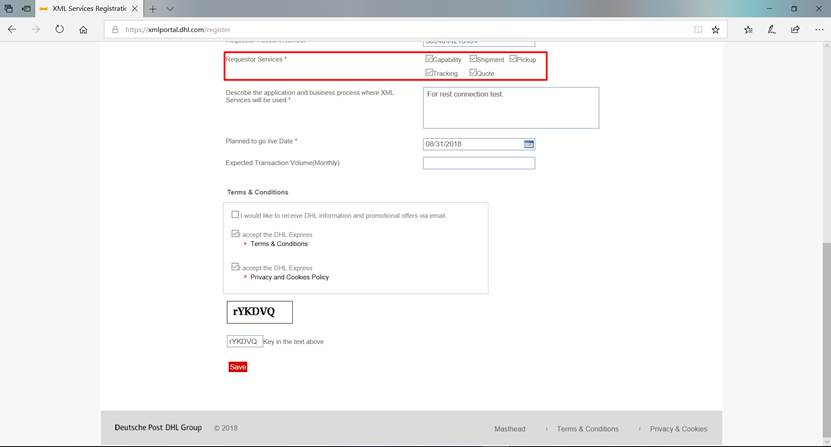 XML Services Registratio
https://xmlportal.dhl.com/register
Requestor Services *
Capability Shipment Pickup
Tracking Quote
Describe the application and business process where XML
Services will be used *
For rest connection test.
Planned to go live Date *
08/31/2018
Expected Transaction Volume(Monthly)
Terms & Conditions
I would like to receive DHL information and promotional offers via email
I accept the DHL Express
Terms & Conditions
I accept the DHL Express
Privacy and Cookies Policy
rYKDVQ
rYKDVQ Key in the text above
Save
Deutsche Post DHL Group © 2018 Masthead Terms & Conditions Privacy & Cookies